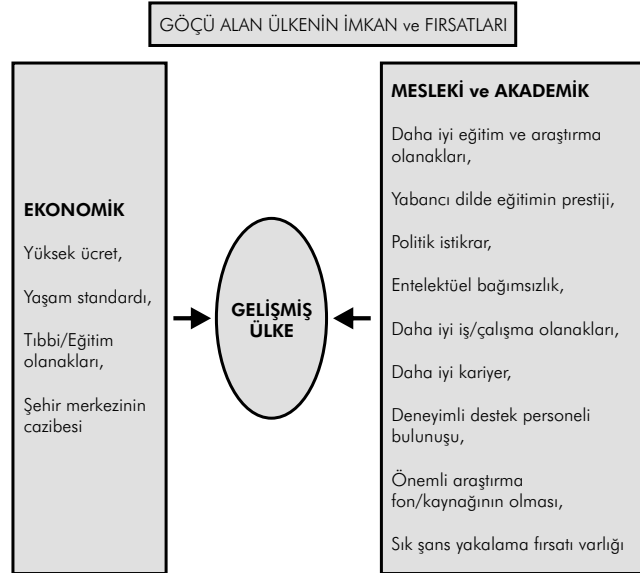 GÖÇÜ ALAN ÜLKENİN İMKAN ve FIRSATLARI
EKONOMİK
Yüksek ücret,
Yaşam standardı,
Tıbbi/Eğitim
olanakları,
Şehir merkezinin
cazibesi
GELİŞMİŞ
ÜLKE
MESLEKİ ve AKADEMİK
Daha iyi eğitim ve araştırma
olanakları,
Yabancı dilde eğitimin prestiji,
Politik istikrar,
Entelektüel bağımsızlık,
Daha iyi iş/çalışma olanakları,
Daha iyi kariyer,
Deneyimli destek personeli
bulunuşu,
Önemli araştırma
fon/kaynağının olması,
Sık şans yakalama fırsatı varlığı